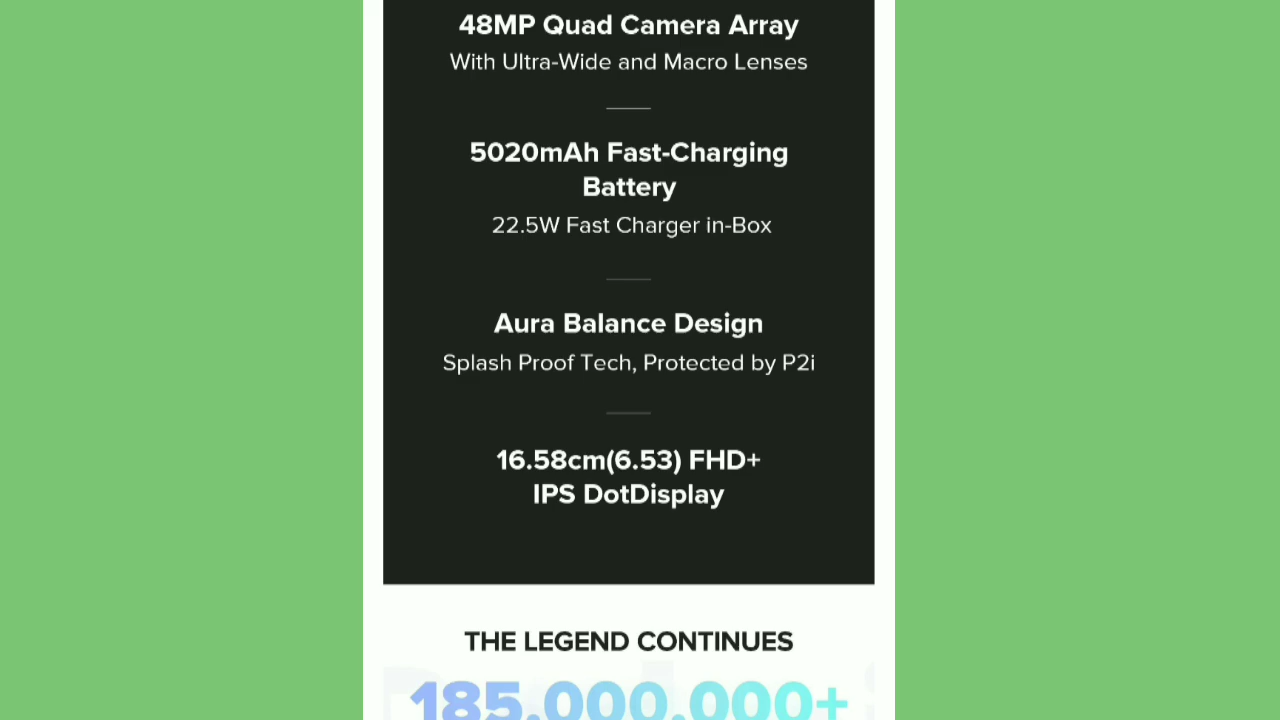 48MP Quad Camera Array
With Ultra-Wide and Macro Lenses
5020mAh Fast-Charging
Battery
22.5W Fast Charger in-Box
Aura Balance Design
Splash Proof Tech, Protected by P2i
16.58cm(6.53) FHD+
IPS DotDisplay
THE LEGEND CONTINUES
185,000,000+